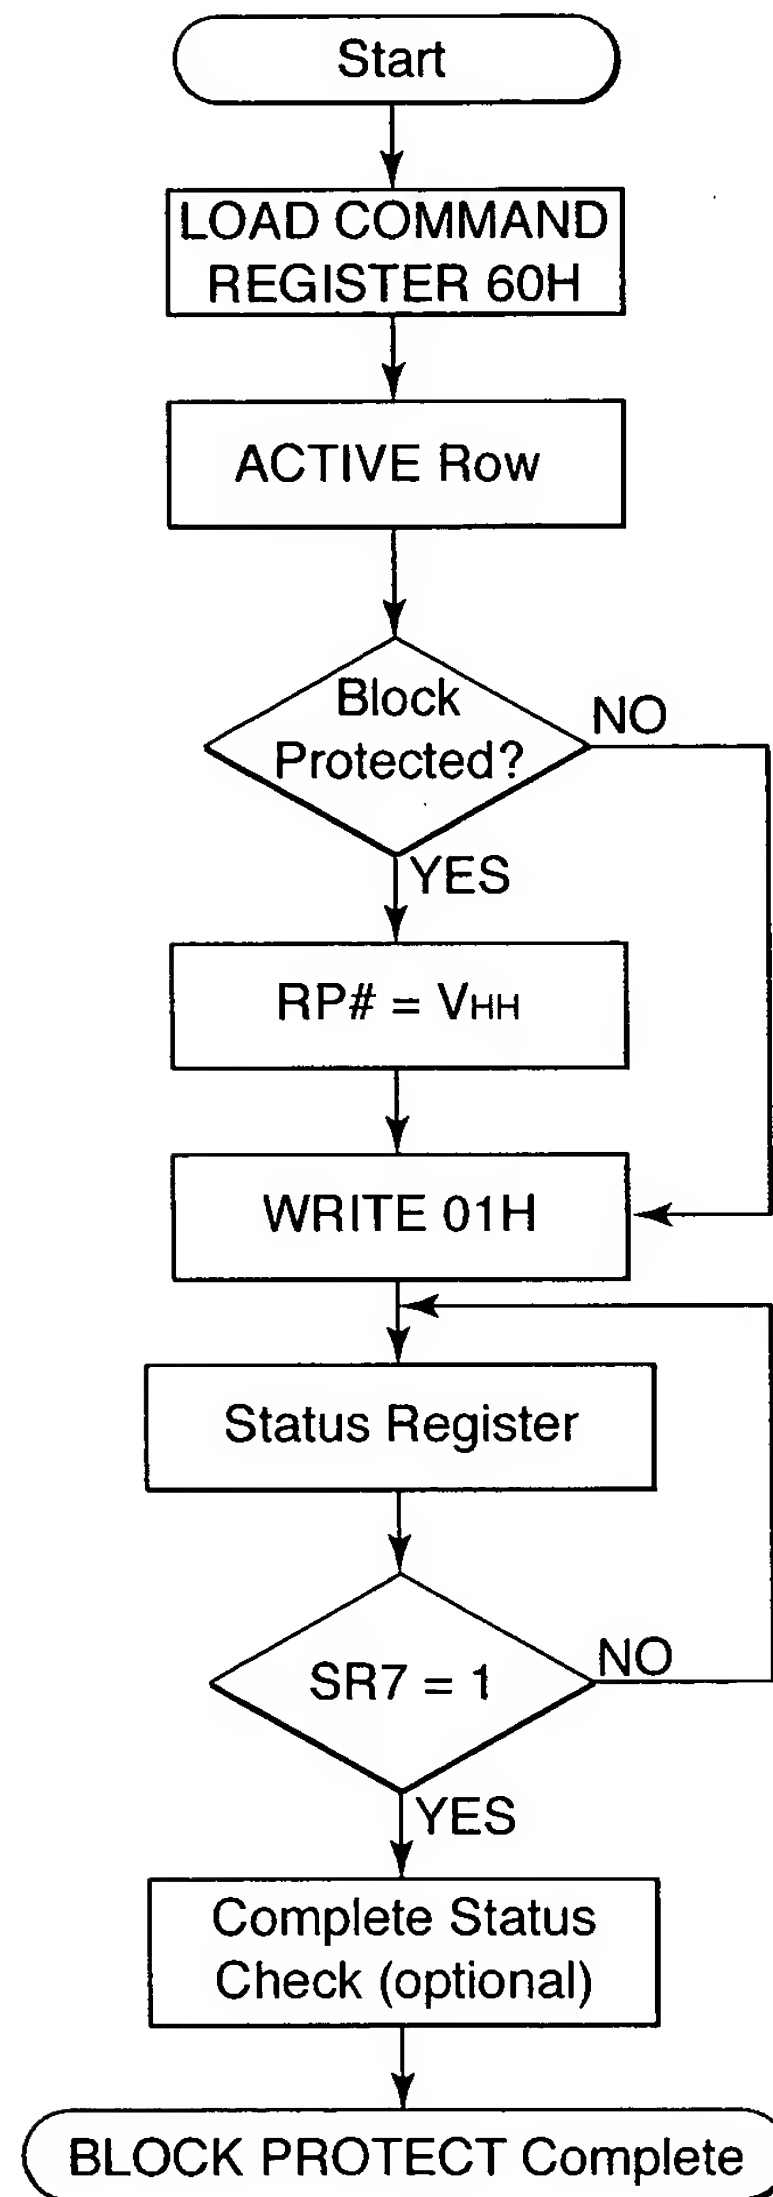 Start
LOAD COMMAND
REGISTER 60H
ACTIVE Row
Block
Protected?
NO
YES
RP# = VHH
WRITE 01H
Status Register
SR7 = 1
NO
YES
Complete Status
Check (optional)
BLOCK PROTECT Complete